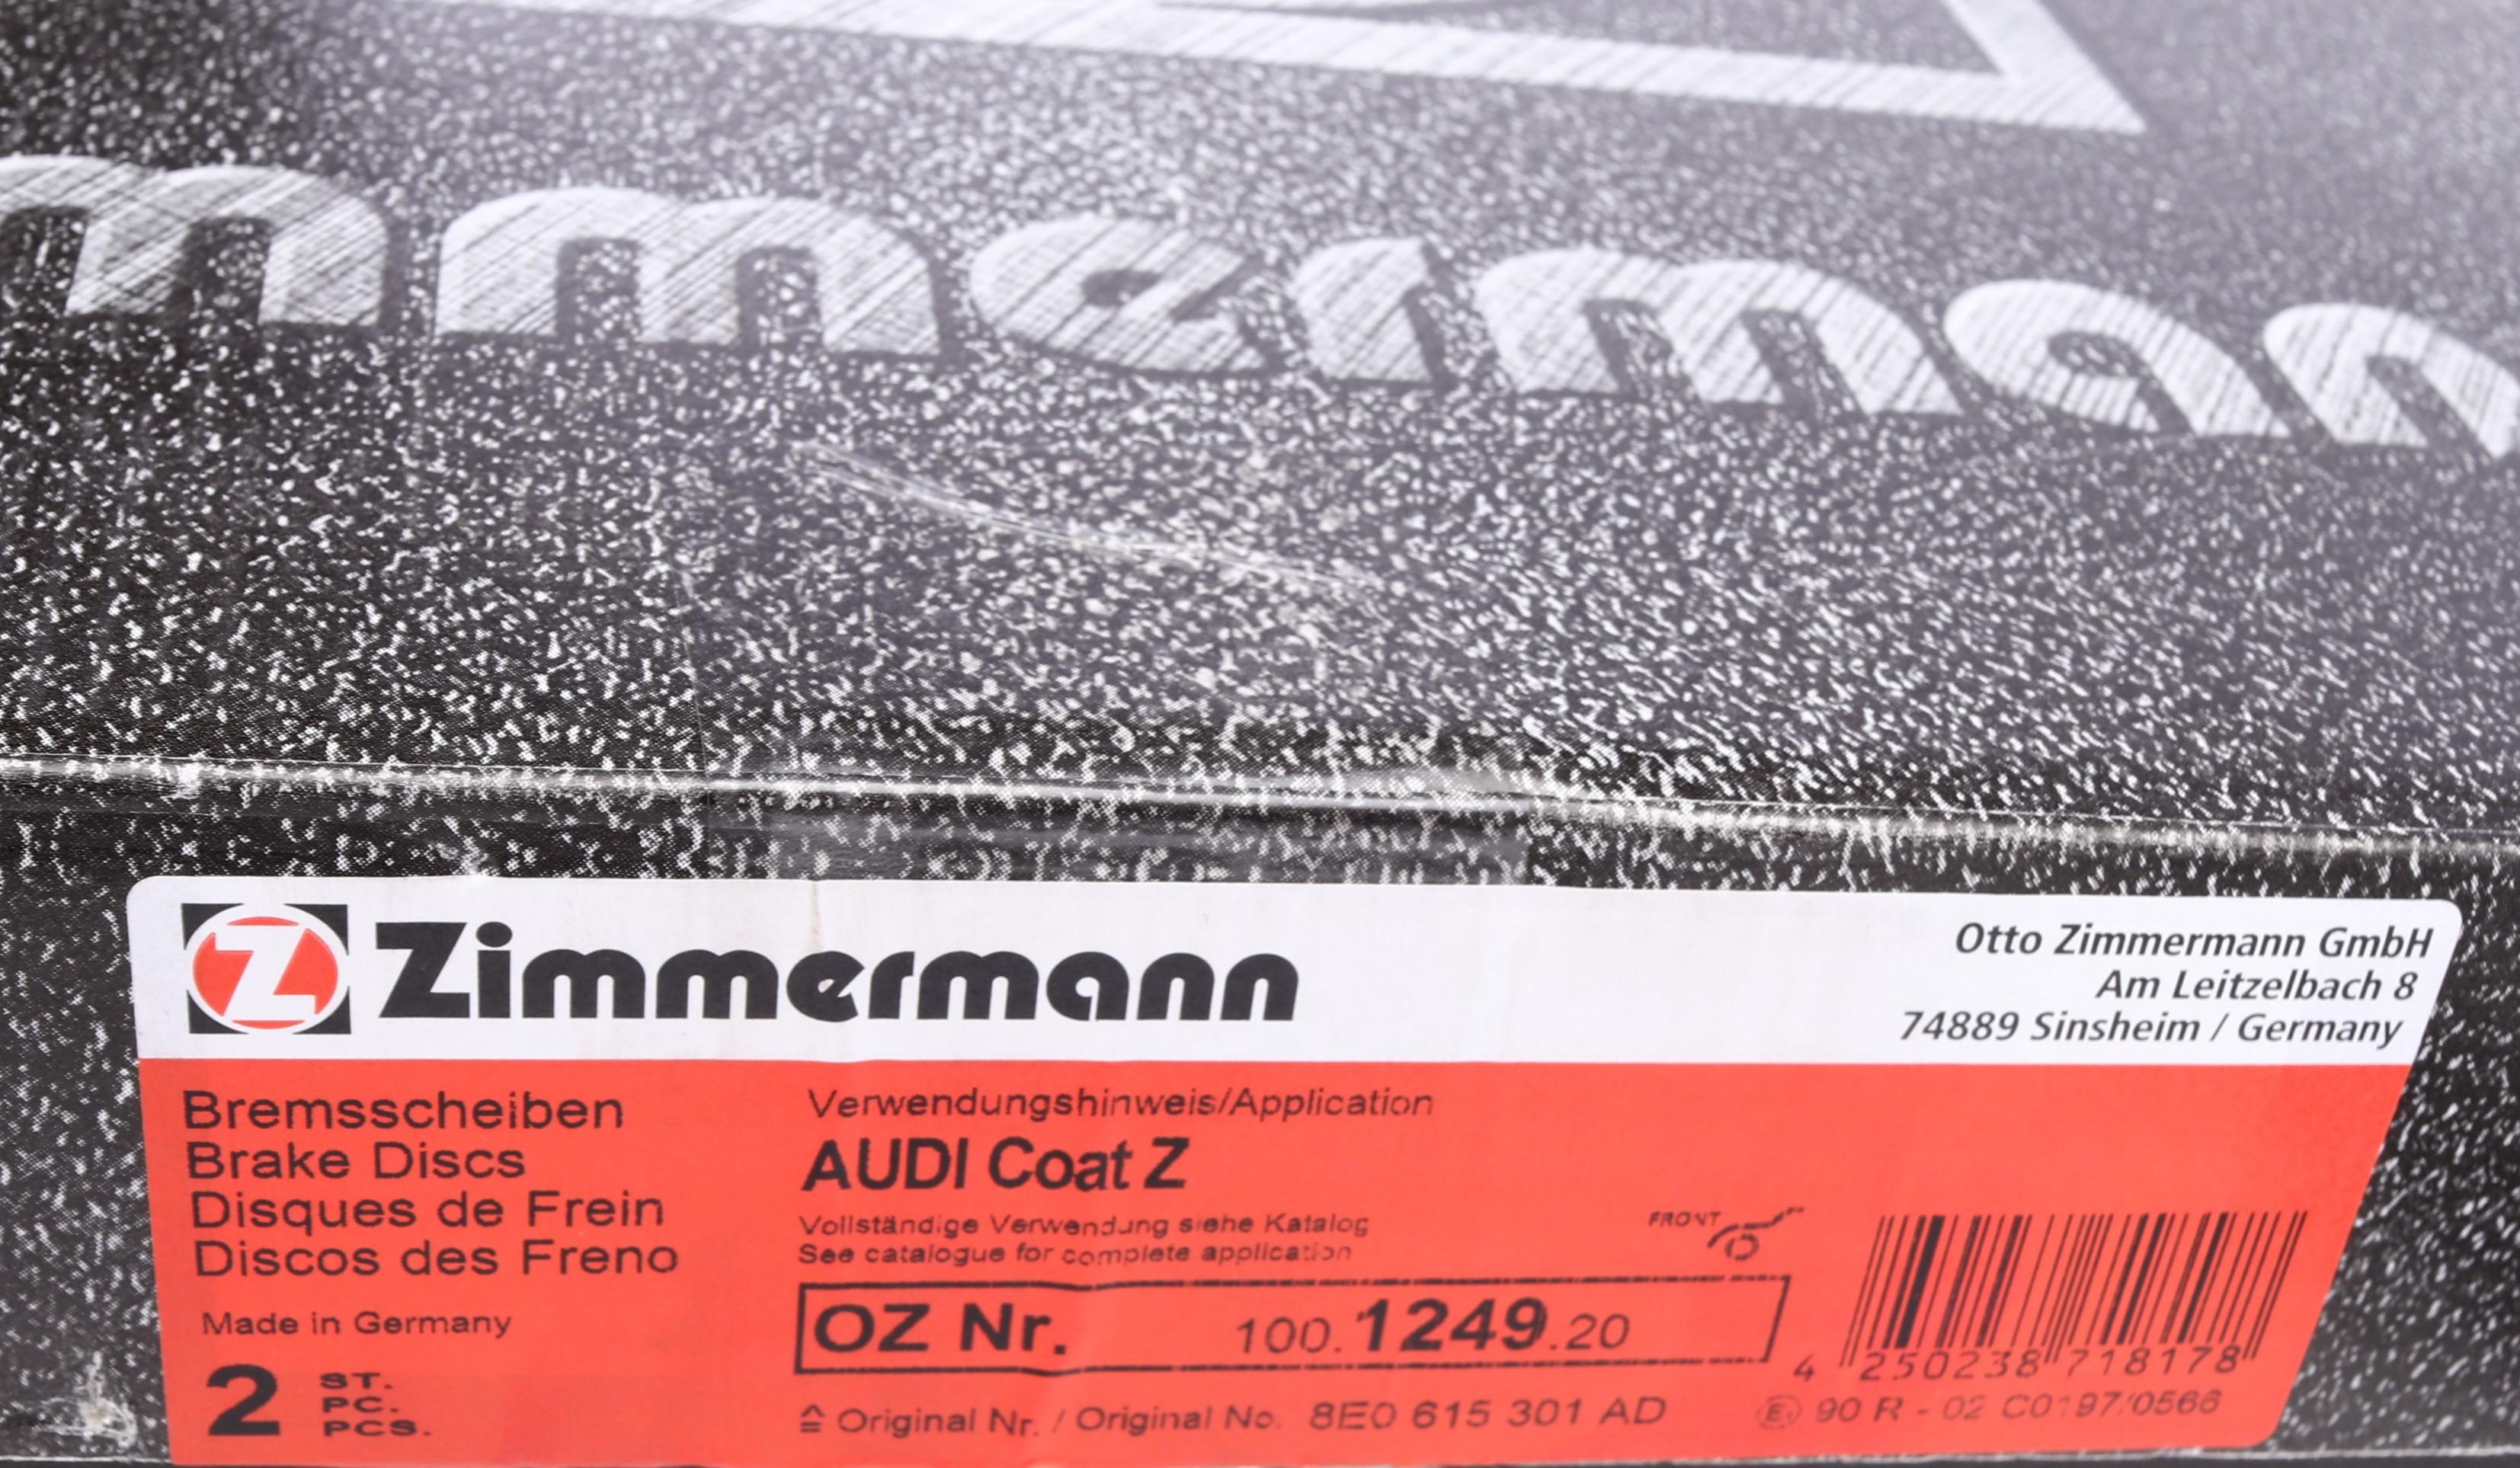 mmerman
Zimmermann
Otto Zimmermann GmbH
Am Leitzelbach 8
74889 Sinsheim / Germany
Bremsscheiben
Brake Discs
Disques de Frein
Discos des Freno
Made in Germany
2 ST.
PC.
PCS.
Verwendungshinweis/Application
AUDI Coat Z
Vollständige Verwendung siehe Katalog
See catalogue for complete application
FRONT
OZ Nr. 100.1249.20
≙ Original Nr. / Original No. 8E0 615 301 AD
4 250238 718178
E1 90 R - 02 C0197/0566